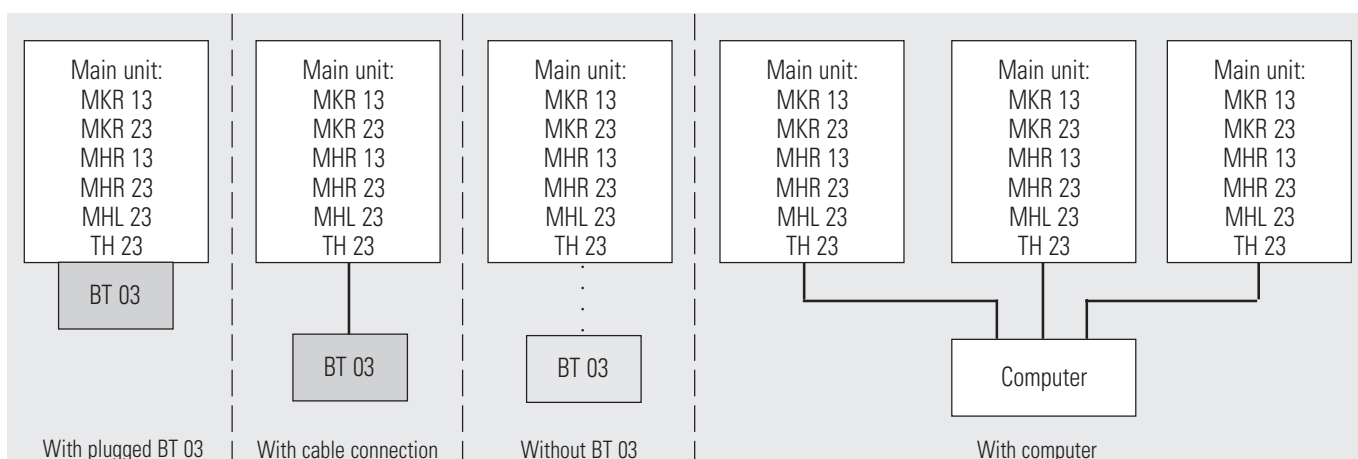 Main unit:
MKR 13
MKR 23
MHR 13
MHR 23
MHL 23
TH 23
BT 03
With plugged BT 03
Main unit:
MKR 13
MKR 23
MHR 13
MHR 23
MHL 23
TH 23
BT 03
With cable connection
Main unit:
MKR 13
MKR 23
MHR 13
MHR 23
MHL 23
TH 23
BT 03
Without BT 03
Main unit:
MKR 13
MKR 23
MHR 13
MHR 23
MHL 23
TH 23
Main unit:
MKR 13
MKR 23
MHR 13
MHR 23
MHL 23
TH 23
Main unit:
MKR 13
MKR 23
MHR 13
MHR 23
MHL 23
TH 23
Computer
With computer